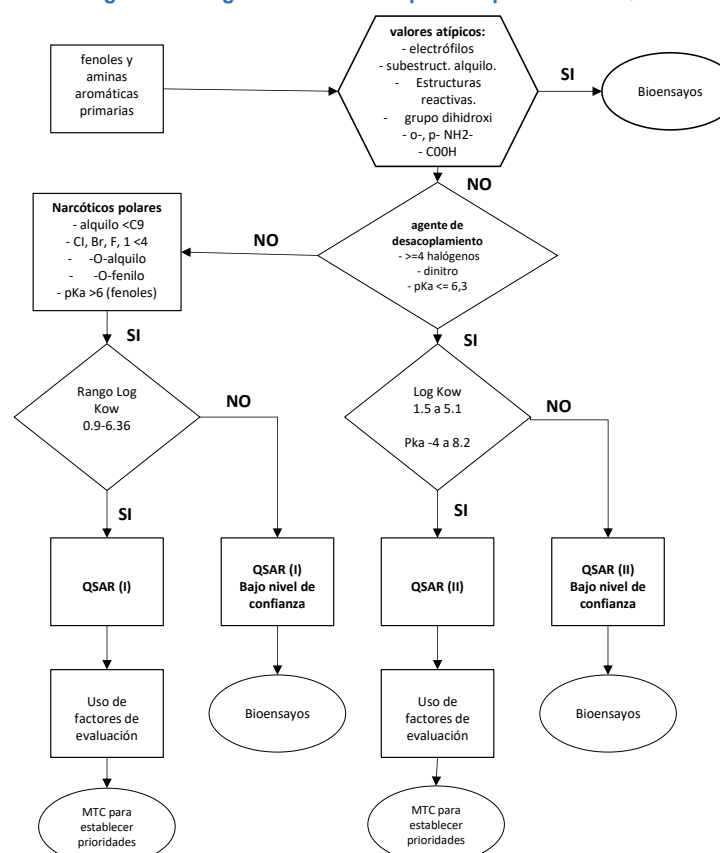 fenoles y
aminas
aromáticas
primarias
valores atípicos:
- electrófilos
- subestruct. alquilo.
- Estructuras
reactivas.
- grupo dihidroxi
- o-, p- NH2-
- C00H
SI
Bioensayos
NO
agente de
desacoplamiento
- >=4 halógenos
- dinitro
- pKa <= 6,3
NO
Narcóticos polares
- alquilo <C9
- CI, Br, F, 1 <4
- -O-alquilo
- -O-fenilo
- pKa >6 (fenoles)
SI
SI
Rango Log
Kow
0.9-6.36
NO
Log Kow
1.5 a 5.1
Pka -4 a 8.2
NO
SI
SI
QSAR (I)
QSAR (I)
Bajo nivel de
confianza
QSAR (II)
QSAR (II)
Bajo nivel de
confianza
Uso de
factores de
evaluación
Bioensayos
Uso de
factores de
evaluación
Bioensayos
MTC para
establecer
prioridades
MTC para
establecer
prioridades